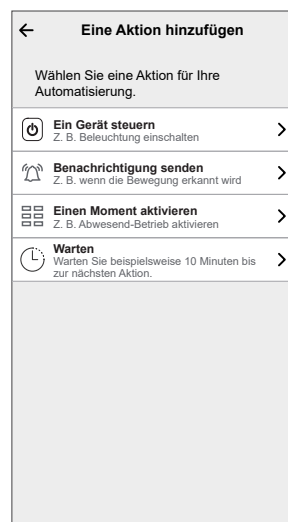 Eine Aktion hinzufügen
Wählen Sie eine Aktion für Ihre
Automatisierung.
Ein Gerät steuern
Z. B. Beleuchtung einschalten
Benachrichtigung senden
Z. B. wenn die Bewegung erkannt wird
Einen Moment aktivieren
Z. B. Abwesend-Betrieb aktivieren
Warten
Warten Sie beispielsweise 10 Minuten bis
zur nächsten Aktion.